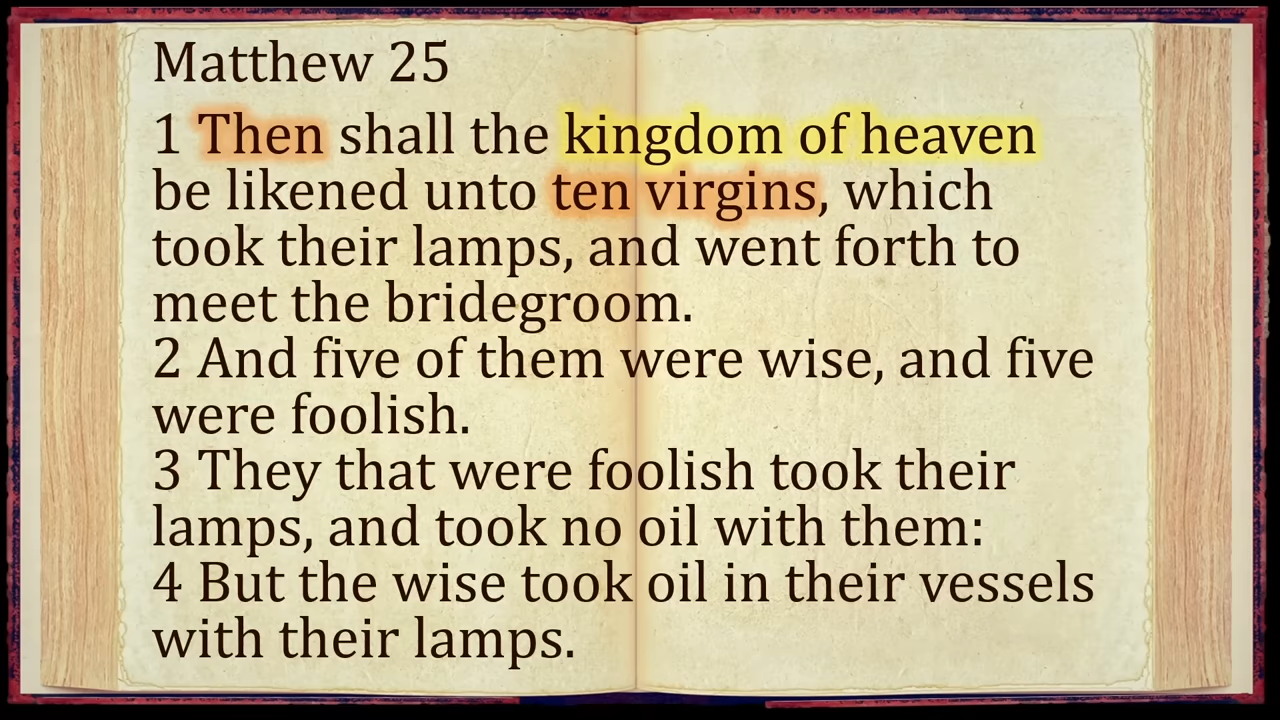 Matthew 25
1 Then shall the kingdom of heaven
be likened unto ten virgins, which
took their lamps, and went forth to
meet the bridegroom.
2 And five of them were wise, and five
were foolish.
3 They that were foolish took their
lamps, and took no oil with them:
4 But the wise took oil in their vessels
with their lamps.